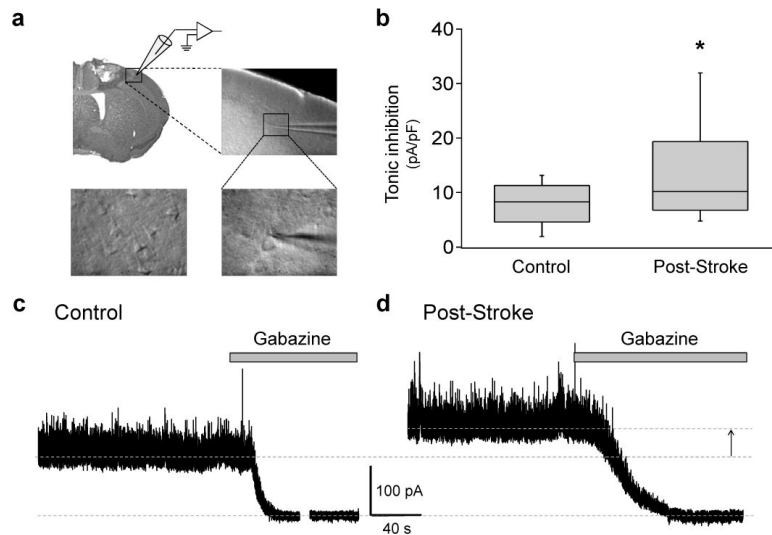 a
b
Tonic inhibition
(pA/pF)
40
30
20
10
0
*
Control
Post-Stroke
c
Control
Gabazine
d
Post-Stroke
Gabazine
100 pA
40 s